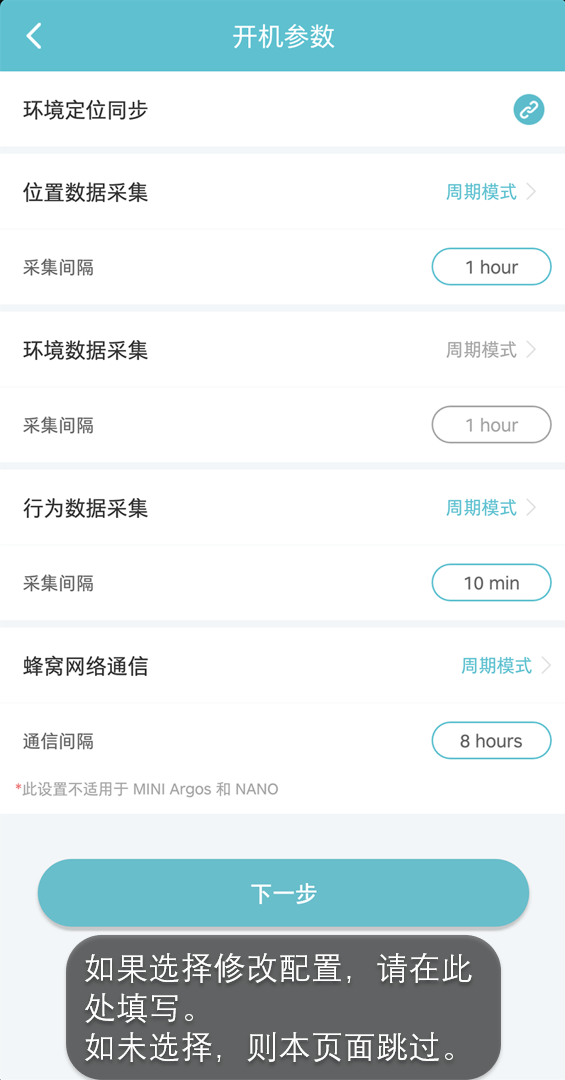 开机参数
环境定位同步
位置数据采集 周期模式
采集间隔 1 hour
环境数据采集 周期模式
采集间隔 1 hour
行为数据采集 周期模式
采集间隔 10 min
蜂窝网络通信 周期模式
通信间隔 8 hours
*此设置不适用于 MINI Argos 和 NANO
下一步
如果选择修改配置，请在此
处填写。
如未选择，则本页面跳过。